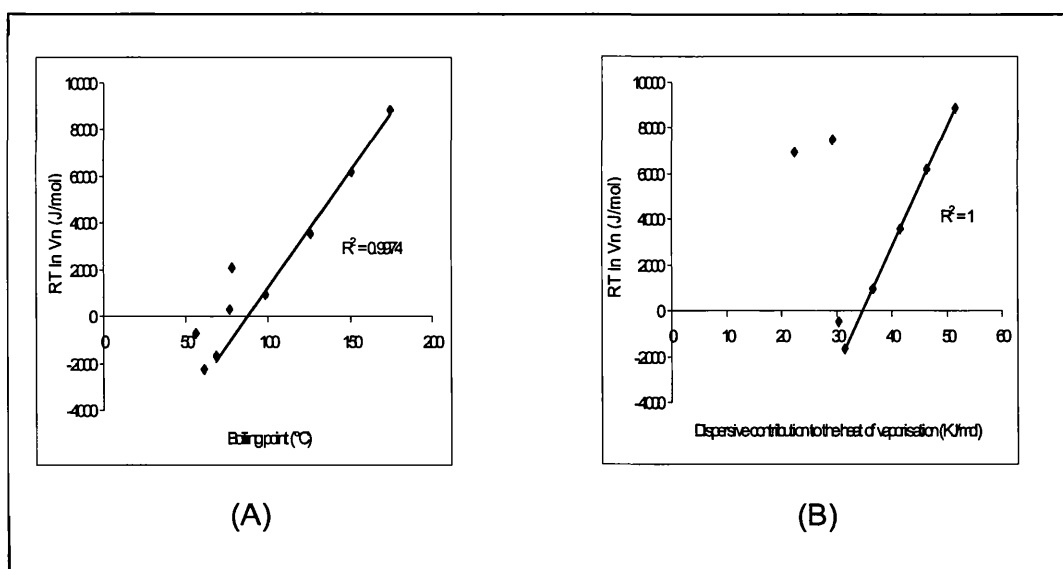 10000
8000
6000
4000
2000
0
-2000
-4000
0 50 100 150 200
RT ln Vn (J/mol)
R² = 0.9974
Boiling point (°C)
(A)
10000
8000
6000
4000
2000
0
-2000
-4000
0 10 20 30 40 50 60
RT ln Vn (J/mol)
R² = 1
Dispersive contribution to the heat of vaporisation (KJ/mol)
(B)